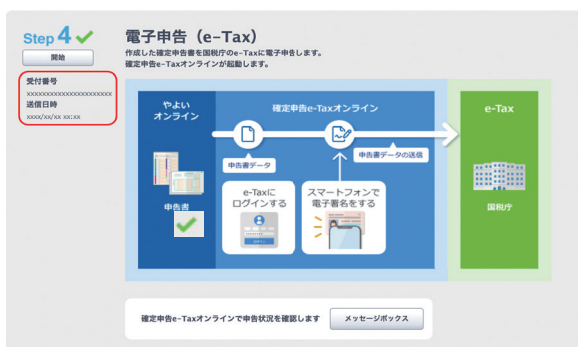 Step 4
開始
受付番号
xxxxxxxxxxxxxxxxxxxxxx
送信日時
xxxx/xx/xx xx:xx
電子申告（e-Tax）
作成した確定申告書を国税庁のe-Taxに電子申告します。
確定申告e-Taxオンラインが起動します。
やよい
オンライン
申告書
確定申告e-Taxオンライン
申告書データ
申告書データの送信
e-Taxに
ログインする
スマートフォンで
電子署名をする
e-Tax
国税庁
確定申告e-Taxオンラインで申告状況を確認します
メッセージボックス